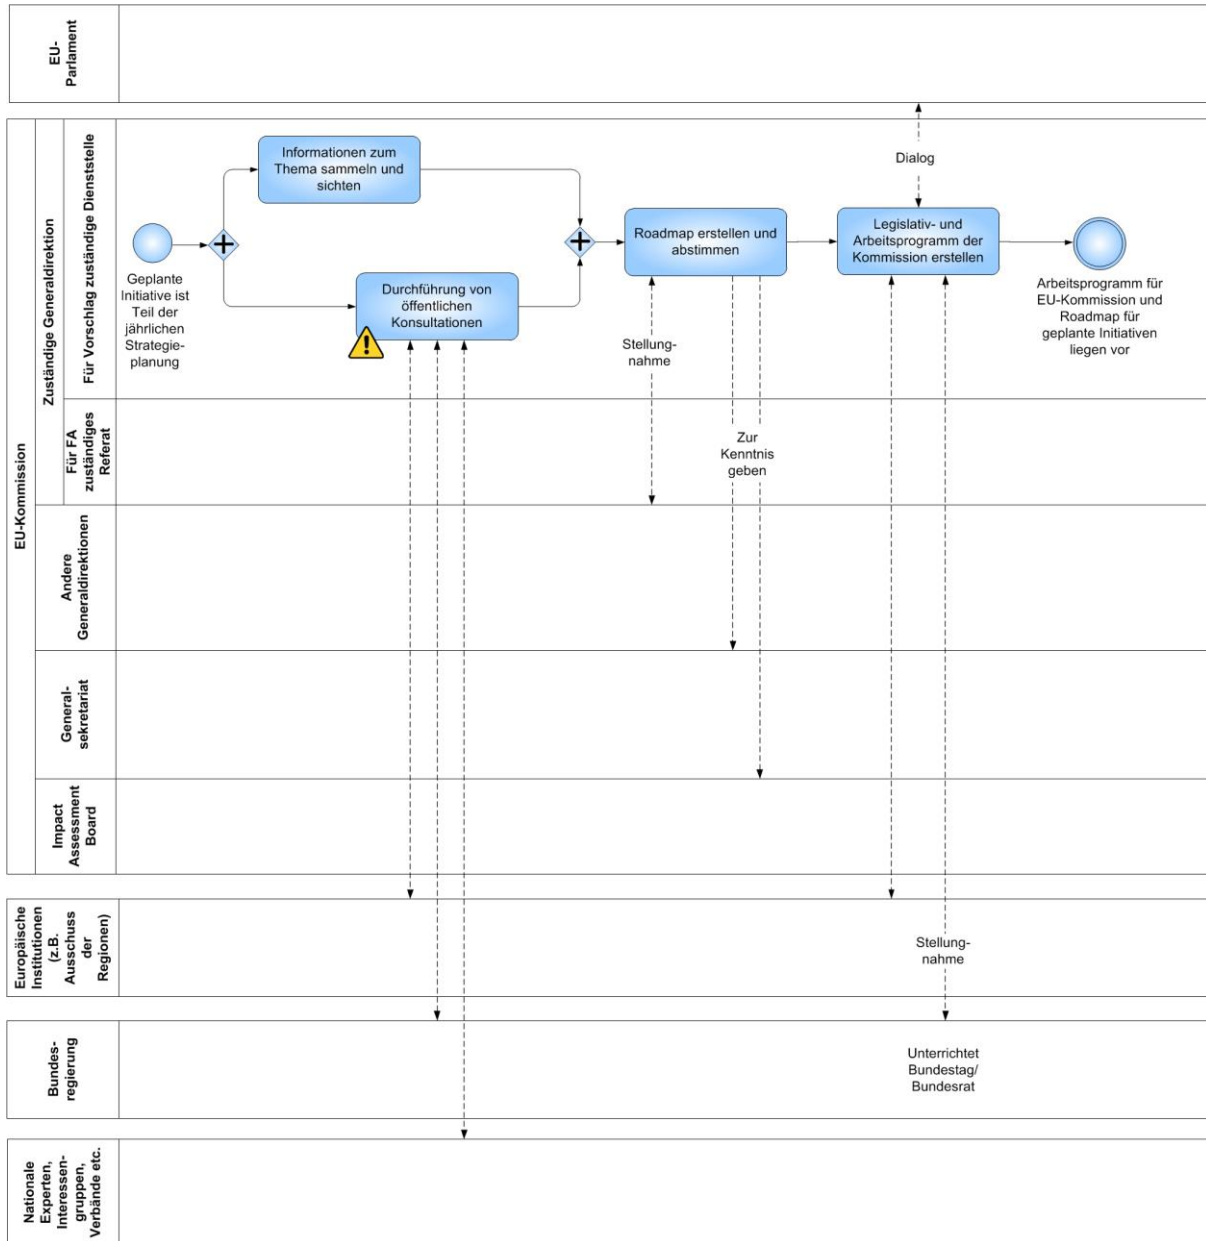 EU-
Parlament
EU-Kommission
Zuständige Generaldirektion
Für Vorschlag zuständige Dienststelle
Geplante
Initiative ist
Teil der
jährlichen
Strategie-
planung
Informationen zum
Thema sammeln und
sichten
Durchführung von
öffentlichen
Konsultationen
Roadmap erstellen und
abstimmen
Dialog
Legislativ- und
Arbeitsprogramm der
Kommission erstellen
Arbeitsprogramm für
EU-Kommission und
Roadmap für
geplante Initiativen
liegen vor
Stellung-
nahme
Für FA
zuständiges
Referat
Zur
Kenntnis
geben
Andere
Generaldirektionen
General-
sekretariat
Impact
Assessment
Board
Europäische
Institutionen
(z.B.
Ausschuss
der
Regionen)
Stellung-
nahme
Bundes-
regierung
Unterrichtet
Bundestag/
Bundesrat
Nationale
Experten,
Interessen-
gruppen,
Verbände etc.